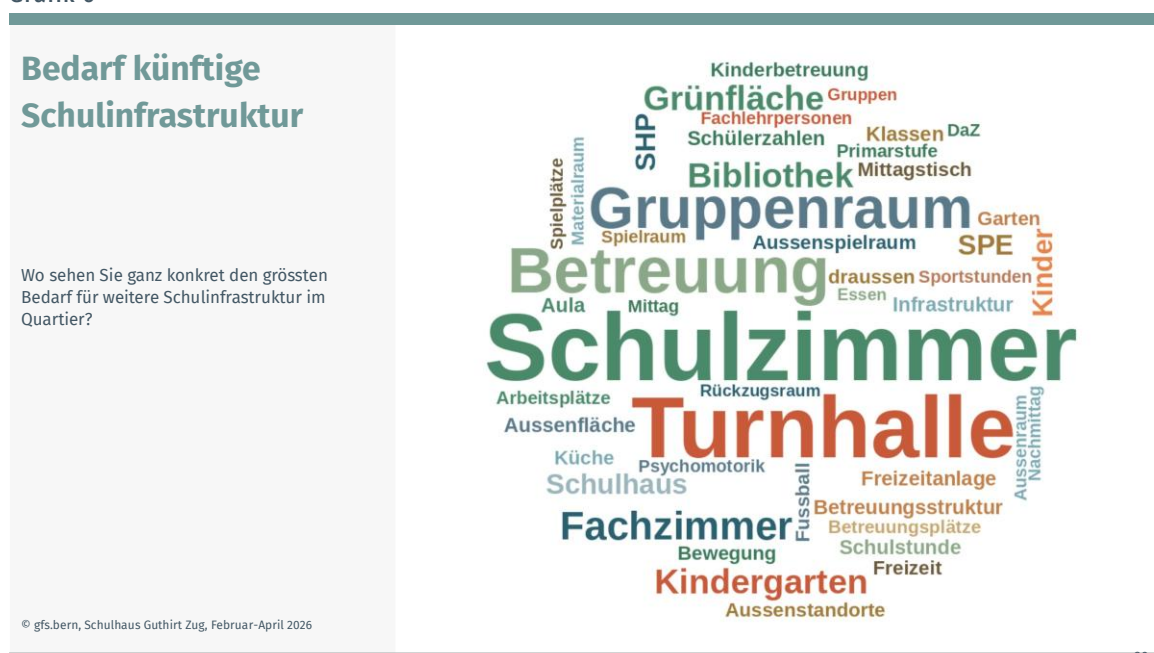 Bedarf künftige
Schulinfrastruktur
Wo sehen Sie ganz konkret den grössten
Bedarf für weitere Schulinfrastruktur im
Quartier?
© gfs.bern, Schulhaus Guthirt Zug, Februar-April 2026
Kinderbetreuung
Grünfläche
Gruppen
Fachlehrpersonen
SHP
Schülerzahlen
Klassen
DaZ
Primarstufe
Bibliothek
Mittagstisch
Spielplätze
Materialraum
Gruppenraum
Garten
Spielraum
Aussenspielraum
SPE
Kinder
Betreuung
draussen
Sportstunden
Essen
Aula
Mittag
Infrastruktur
Schulzimmer
Rückzugsraum
Arbeitsplätze
Turnhalle
Aussenraum
Nachmittag
Aussenfläche
Küche
Psychomotorik
Schulhaus
Fussball
Freizeitanlage
Fachzimmer
Betreuungsstruktur
Betreuungsplätze
Bewegung
Schulstunde
Freizeit
Kindergarten
Aussenstandorte